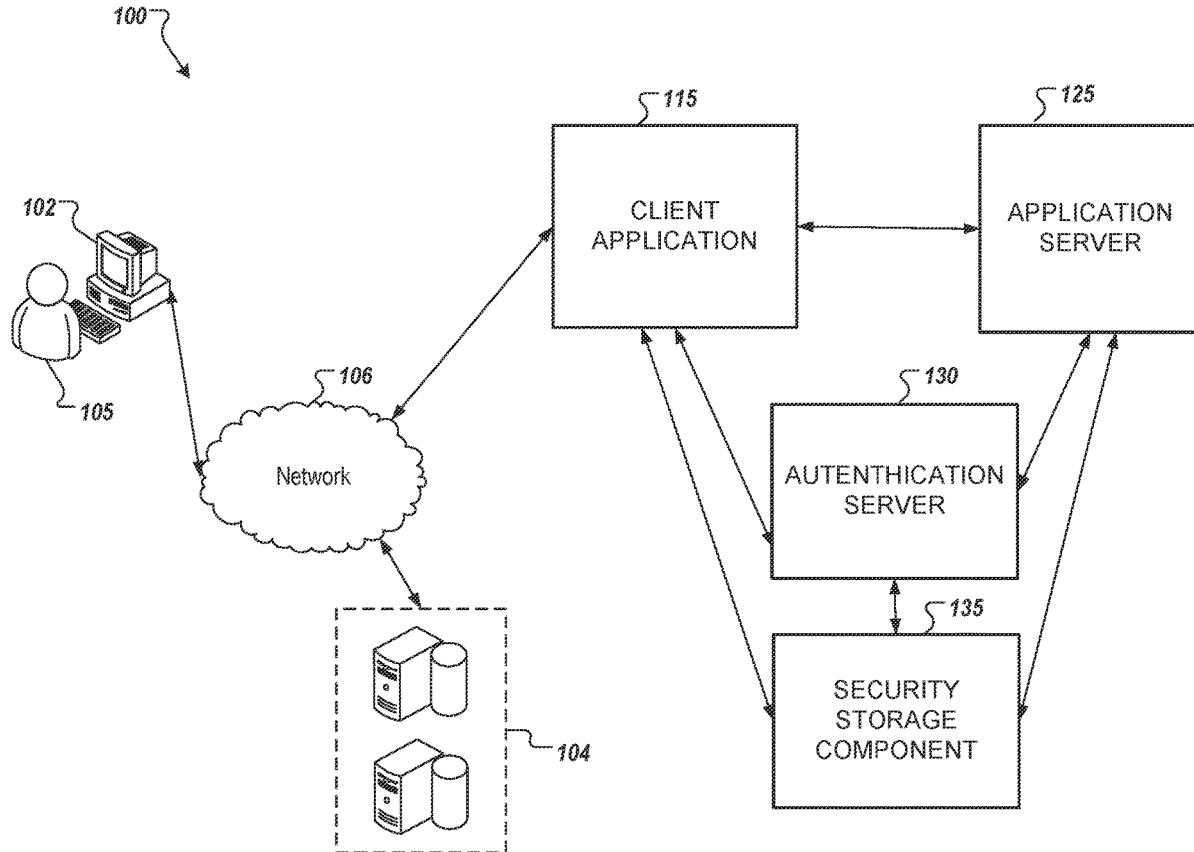 100
115
125
CLIENT
APPLICATION
APPLICATION
SERVER
102
105
106
Network
130
AUTENTHICATION
SERVER
135
SECURITY
STORAGE
COMPONENT
104